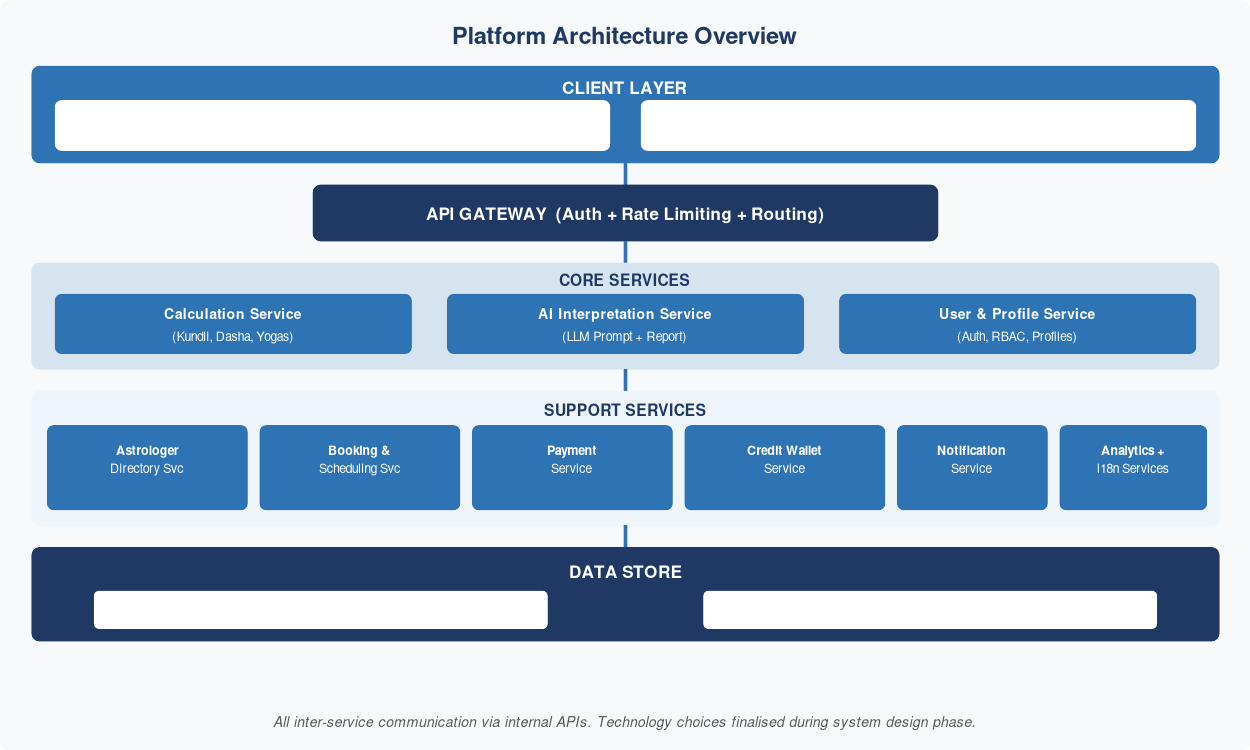 Platform Architecture Overview
CLIENT LAYER
API GATEWAY (Auth + Rate Limiting + Routing)
CORE SERVICES
Calculation Service
(Kundli, Dasha, Yogas)
AI Interpretation Service
(LLM Prompt + Report)
User & Profile Service
(Auth, RBAC, Profiles)
SUPPORT SERVICES
Astrologer
Directory Svc
Booking &
Scheduling Svc
Payment
Service
Credit Wallet
Service
Notification
Service
Analytics +
i18n Services
DATA STORE
All inter-service communication via internal APIs. Technology choices finalised during system design phase.